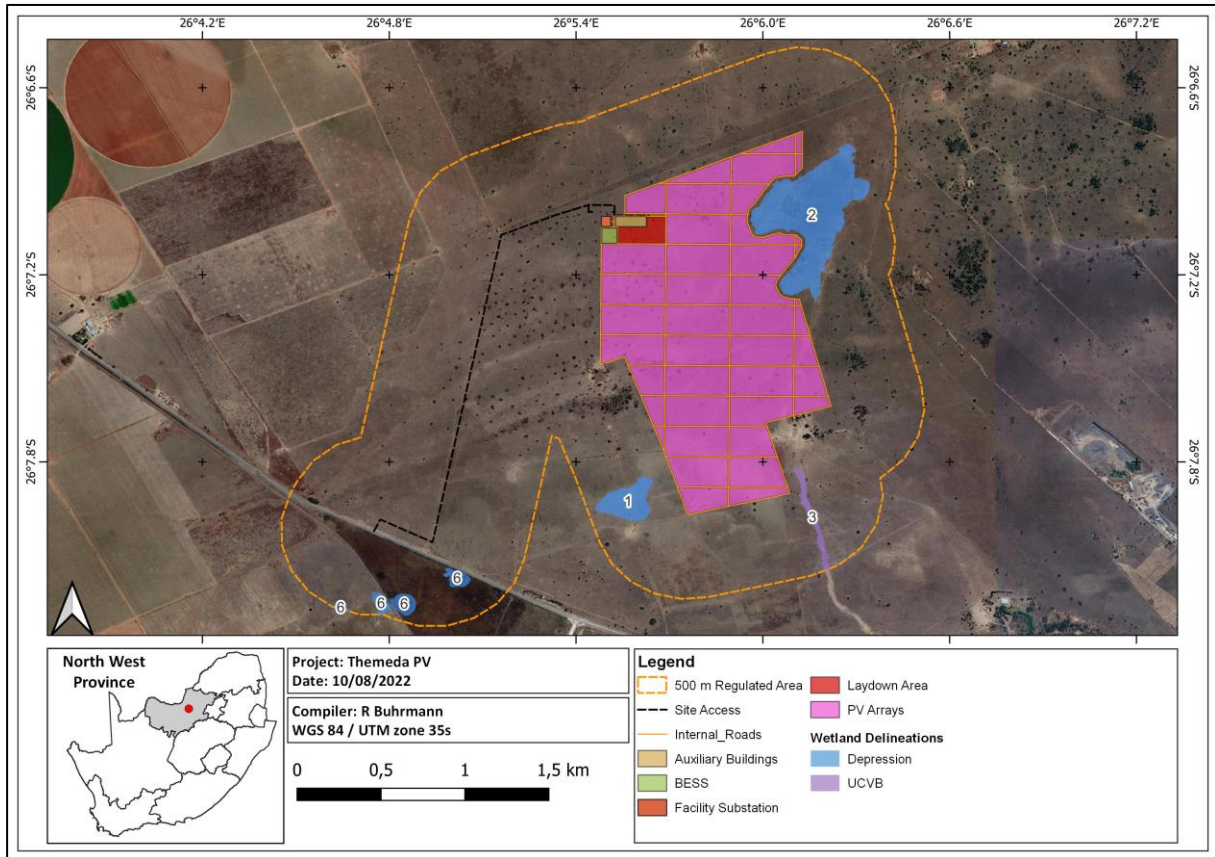 26°4.2'E 26°4.8'E 26°5.4'E 26°6.0'E 26°6.6'E 26°7.2'E
26°6.6'S 26°6.6'S
2
26°7.2'S 26°7.2'S
26°7.8'S 26°7.8'S
1
3
6
6 6 6
North West
Province
Project: Themeda PV
Date: 10/08/2022
Compiler: R Buhrmann
WGS 84 / UTM zone 35s
0 0,5 1 1,5 km
Legend
500 m Regulated Area
Site Access
Internal_Roads
Auxiliary Buildings
BESS
Facility Substation
Laydown Area
PV Arrays
Wetland Delineations
Depression
UCVB